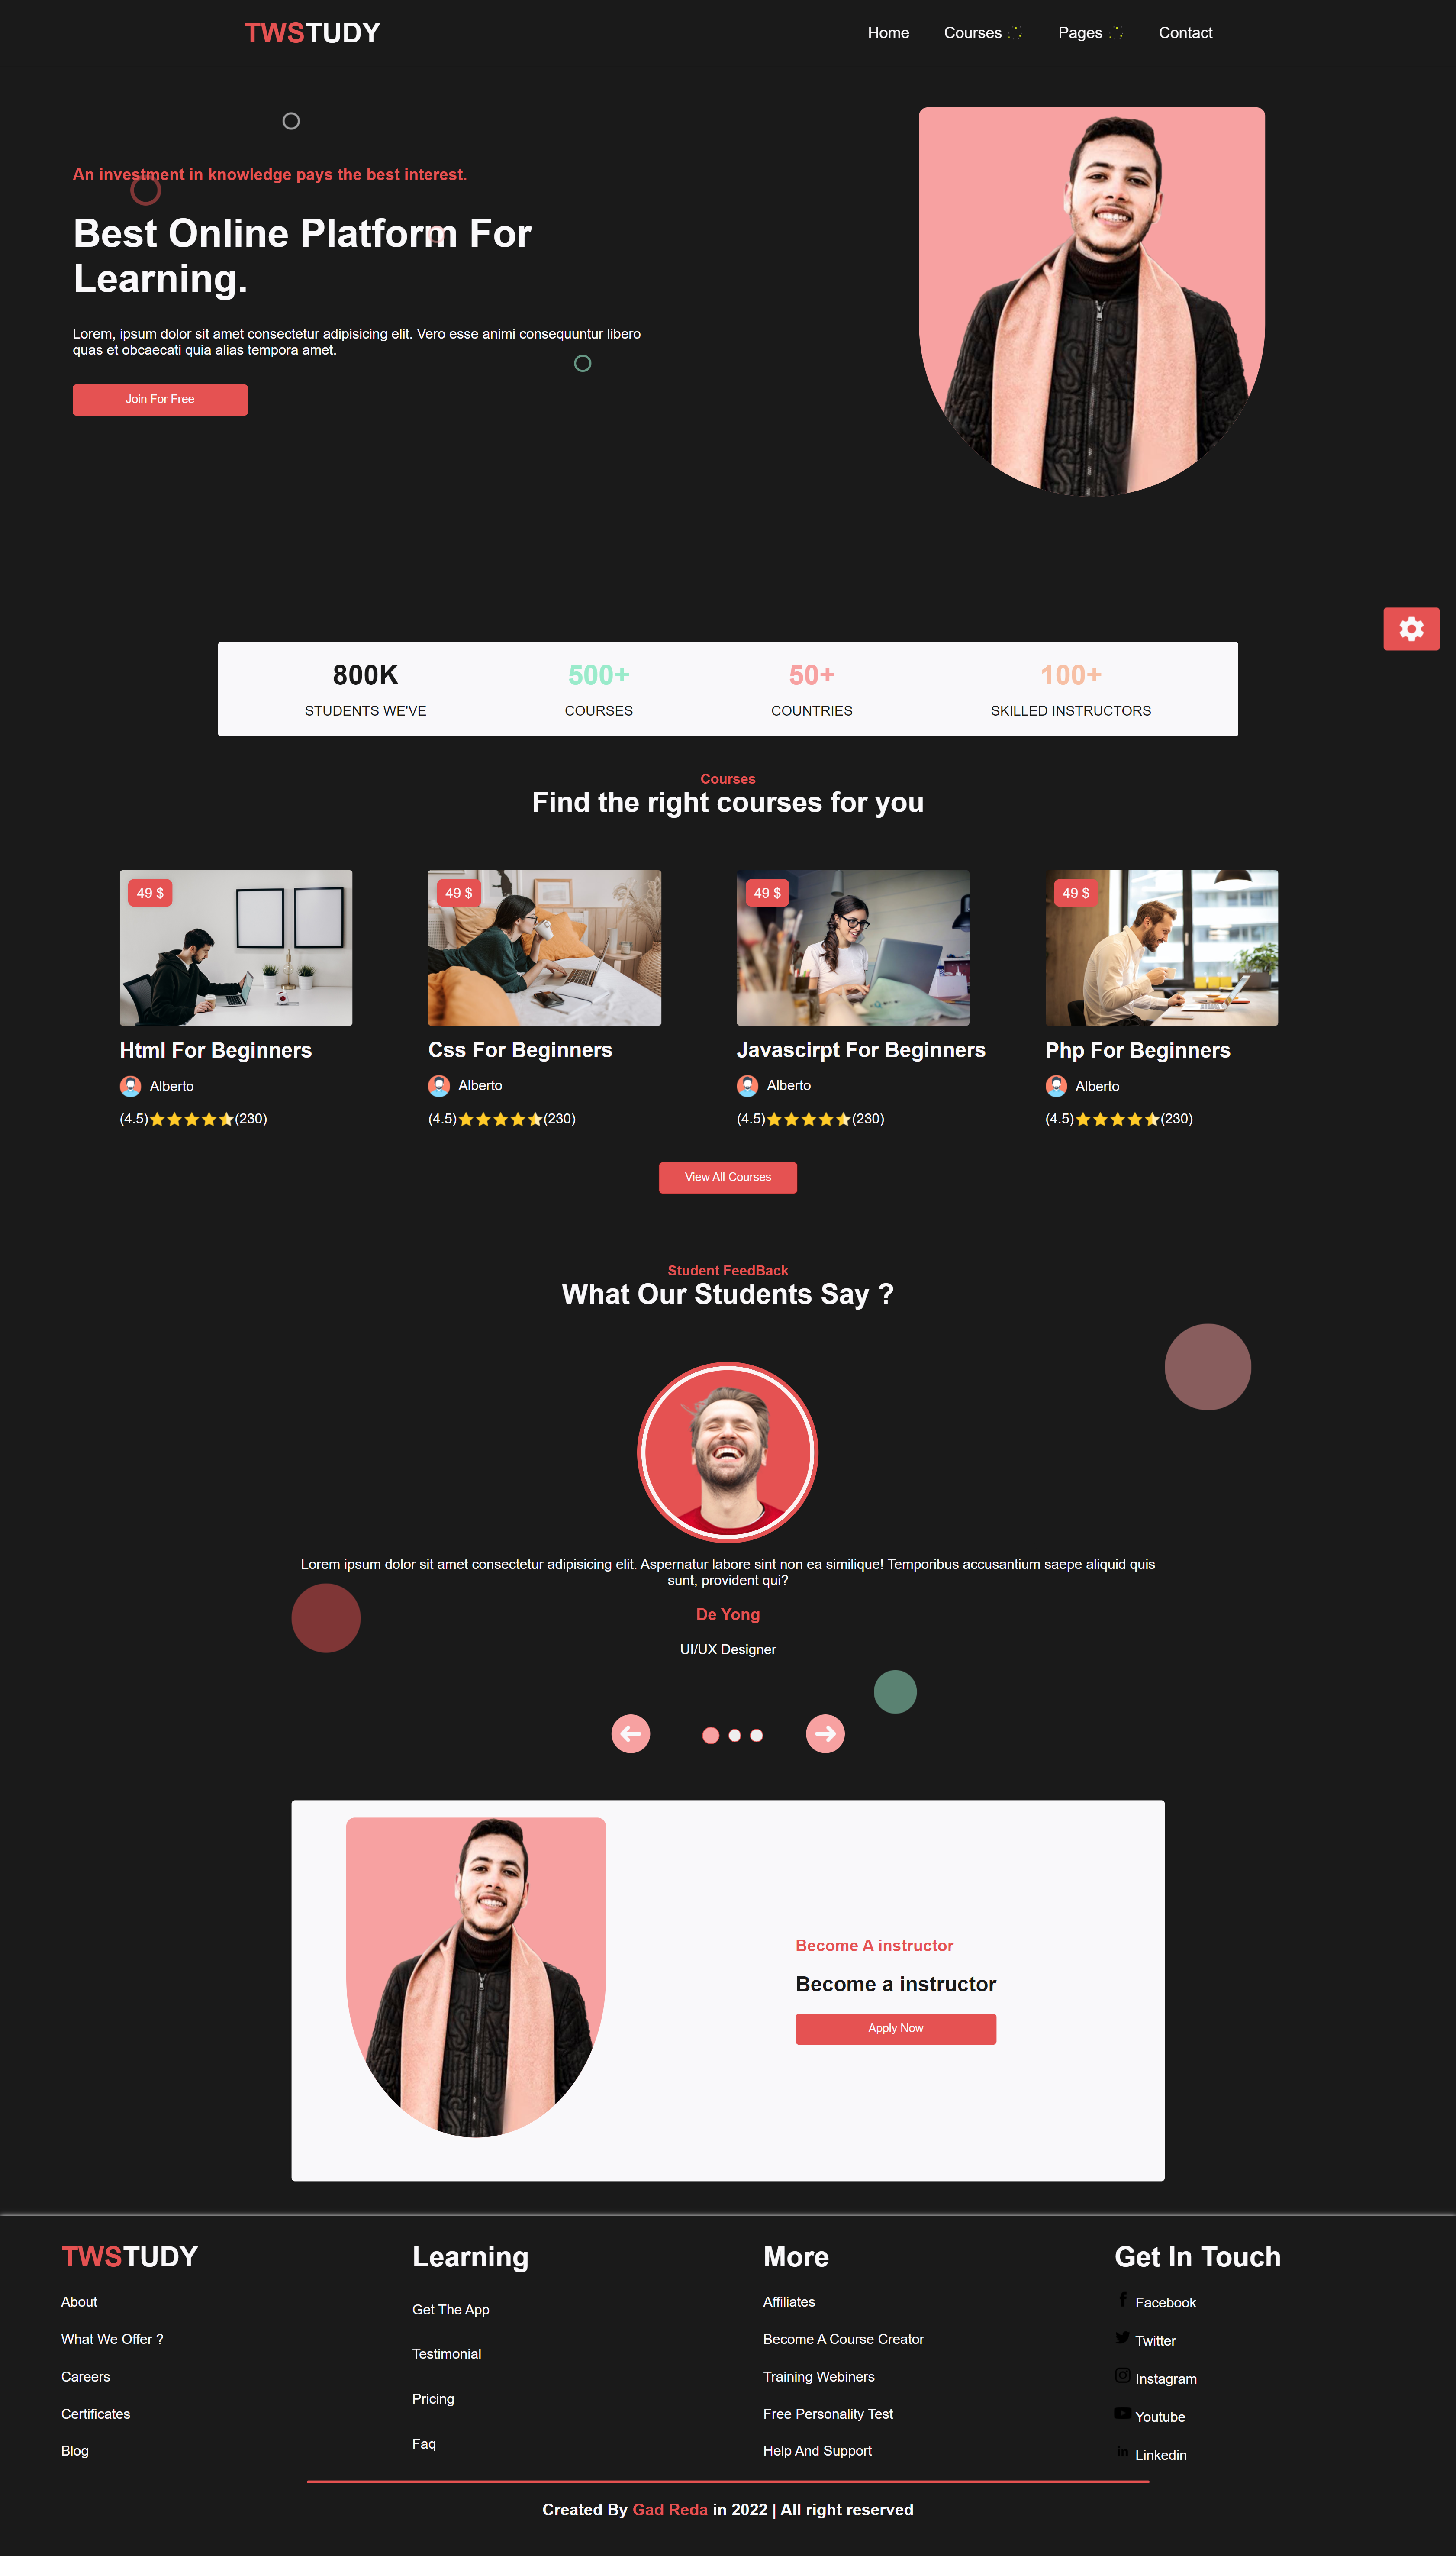 TWSTUDY
Home Courses Pages Contact
An investment in knowledge pays the best interest.
Best Online Platform For
Learning.
Lorem, ipsum dolor sit amet consectetur adipisicing elit. Vero esse animi consequuntur libero
quas et obcaecati quia alias tempora amet.
Join For Free
800K 500+ 50+ 100+
STUDENTS WE'VE COURSES COUNTRIES SKILLED INSTRUCTORS
Courses
Find the right courses for you
49 $ 49 $ 49 $ 49 $
Html For Beginners Css For Beginners Javascirpt For Beginners Php For Beginners
Alberto Alberto Alberto Alberto
(4.5)(230) (4.5)(230) (4.5)(230) (4.5)(230)
View All Courses
Student FeedBack
What Our Students Say ?
Lorem ipsum dolor sit amet consectetur adipisicing elit. Aspernatur labore sint non ea similique! Temporibus accusantium saepe aliquid quis
sunt, provident qui?
De Yong
UI/UX Designer
Become A instructor
Become a instructor
Apply Now
TWSTUDY
About
What We Offer ?
Careers
Certificates
Blog
Learning
Get The App
Testimonial
Pricing
Faq
More
Affiliates
Become A Course Creator
Training Webiners
Free Personality Test
Help And Support
Get In Touch
Facebook
Twitter
Instagram
Youtube
Linkedin
Created By Gad Reda in 2022 | All right reserved